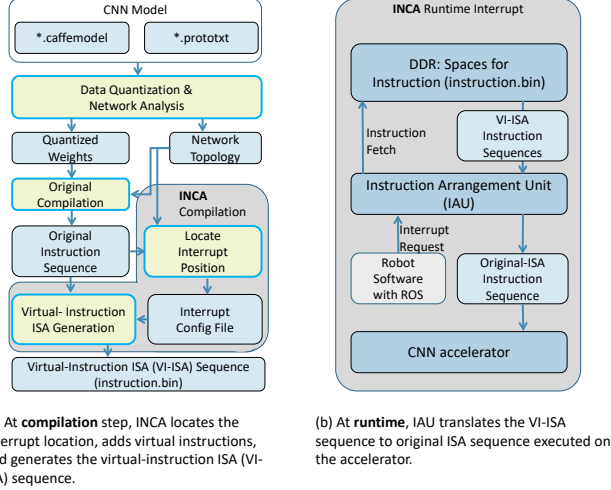 CNN Model
*.caffemodel
*.prototxt
Data Quantization &
Network Analysis
Quantized
Weights
Network
Topology
Original
Compilation
INCA
Compilation
Original
Instruction
Sequence
Locate
Interrupt
Position
Virtual- Instruction
ISA Generation
Interrupt
Config File
Virtual-Instruction ISA (VI-ISA) Sequence
(instruction.bin)
At compilation step, INCA locates the
errupt location, adds virtual instructions,
d generates the virtual-instruction ISA (VI-
A) sequence.
INCA Runtime Interrupt
DDR: Spaces for
Instruction (instruction.bin)
Instruction
Fetch
VI-ISA
Instruction
Sequences
Instruction Arrangement Unit
(IAU)
Interrupt
Request
Robot
Software
with ROS
Original-ISA
Instruction
Sequence
CNN accelerator
(b) At runtime, IAU translates the VI-ISA
sequence to original ISA sequence executed on
the accelerator.